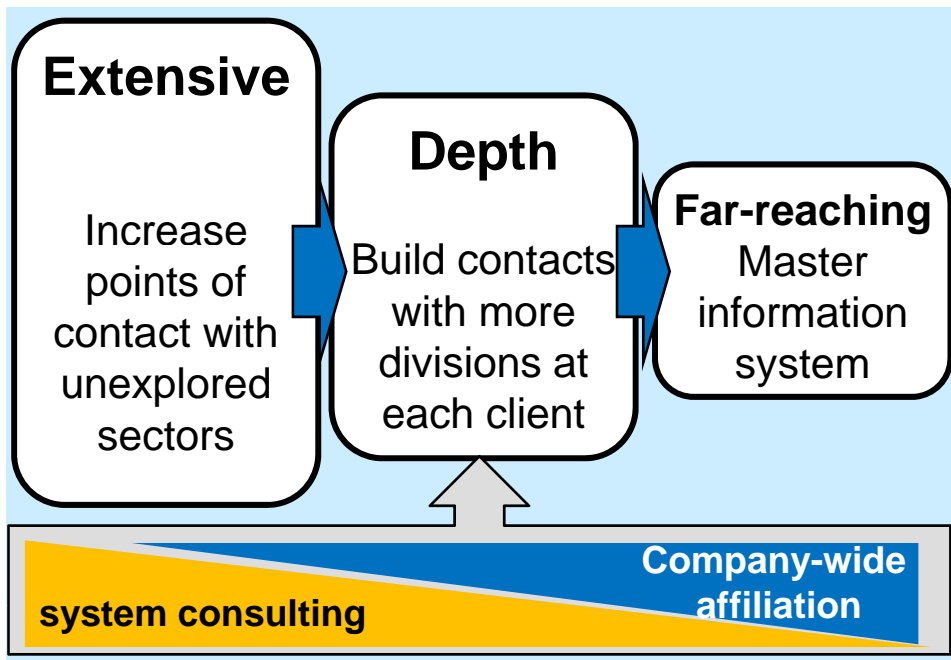 Extensive
Increase
points of
contact with
unexplored
sectors
Depth
Build contacts
with more
divisions at
each client
Far-reaching
Master
information
system
Company-wide
affiliation
system consulting